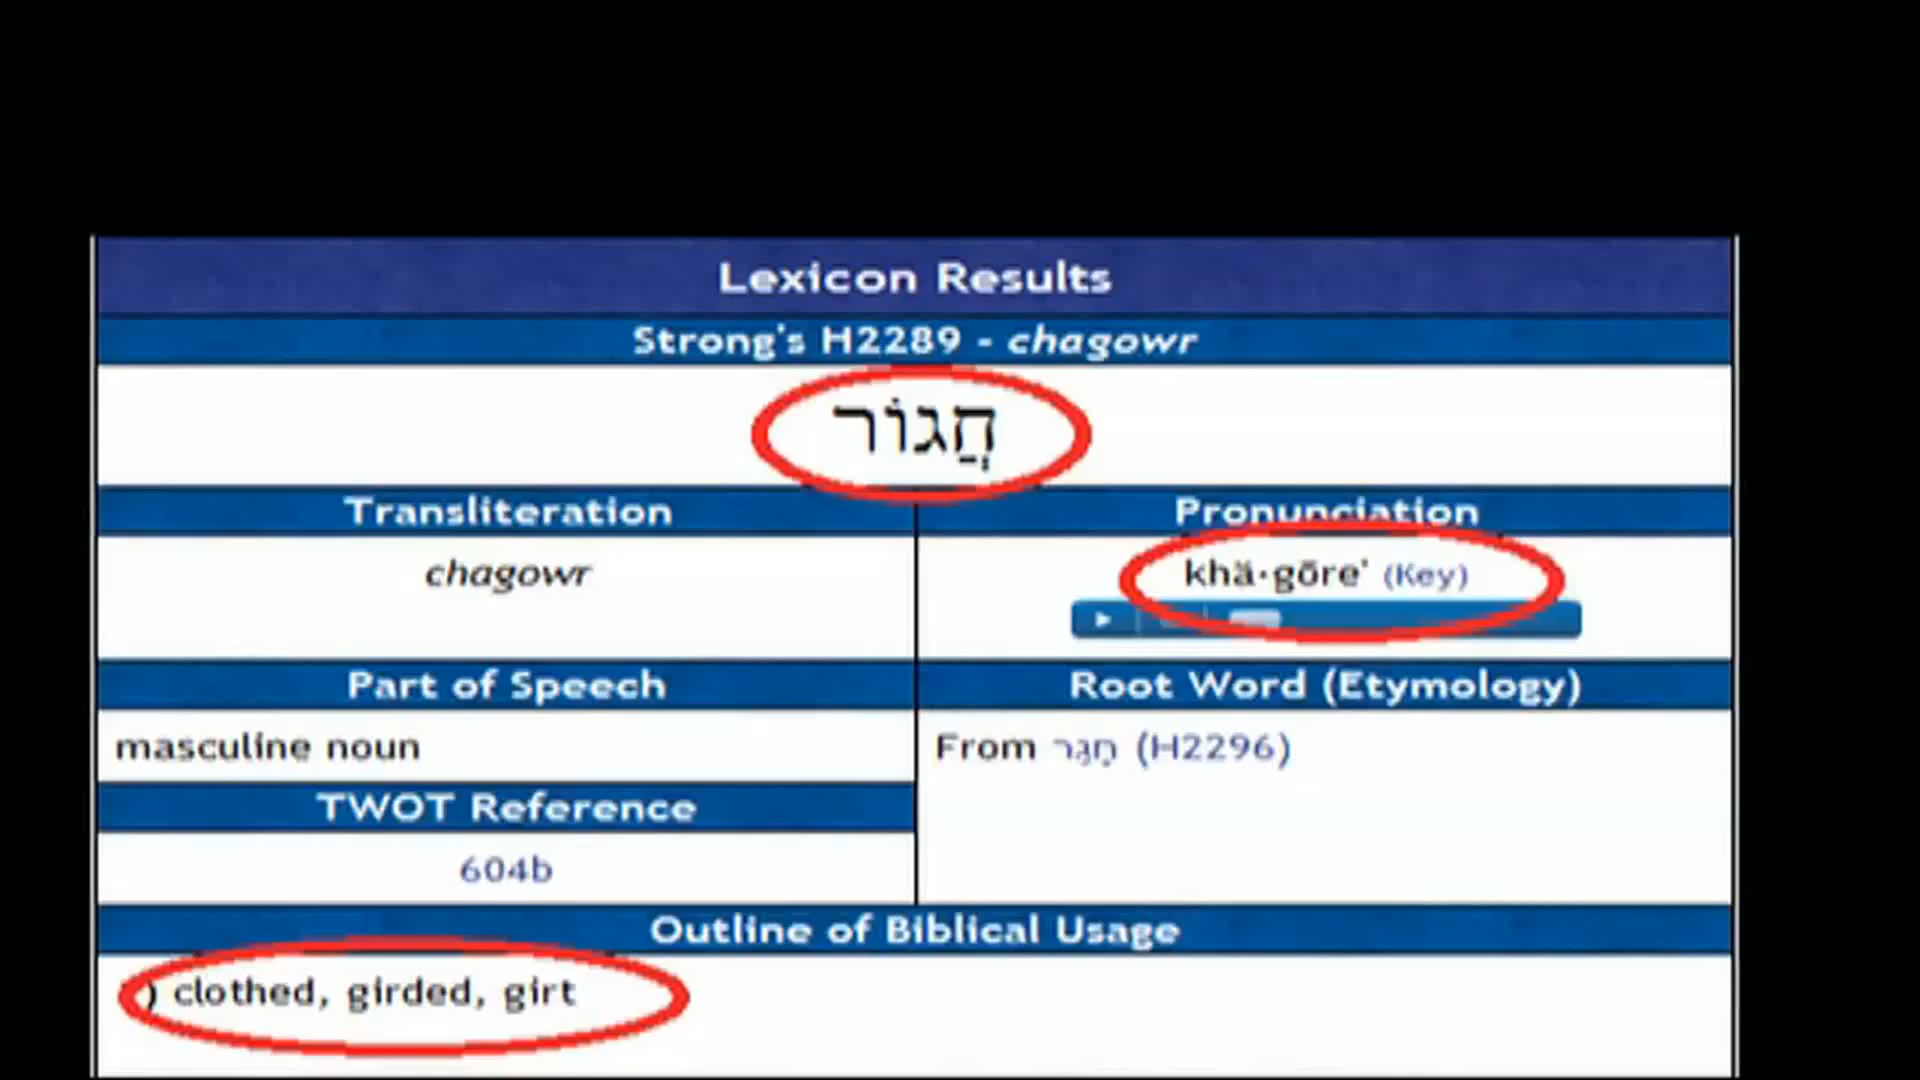 Lexicon Results
Strong's H2289 - chagowr
חֲגוֹר
Transliteration
Pronunciation
chagowr
khä·gōre' (Key)
Part of Speech
Root Word (Etymology)
masculine noun
From חָגַר (H2296)
TWOT Reference
604b
Outline of Biblical Usage
) clothed, girded, girt